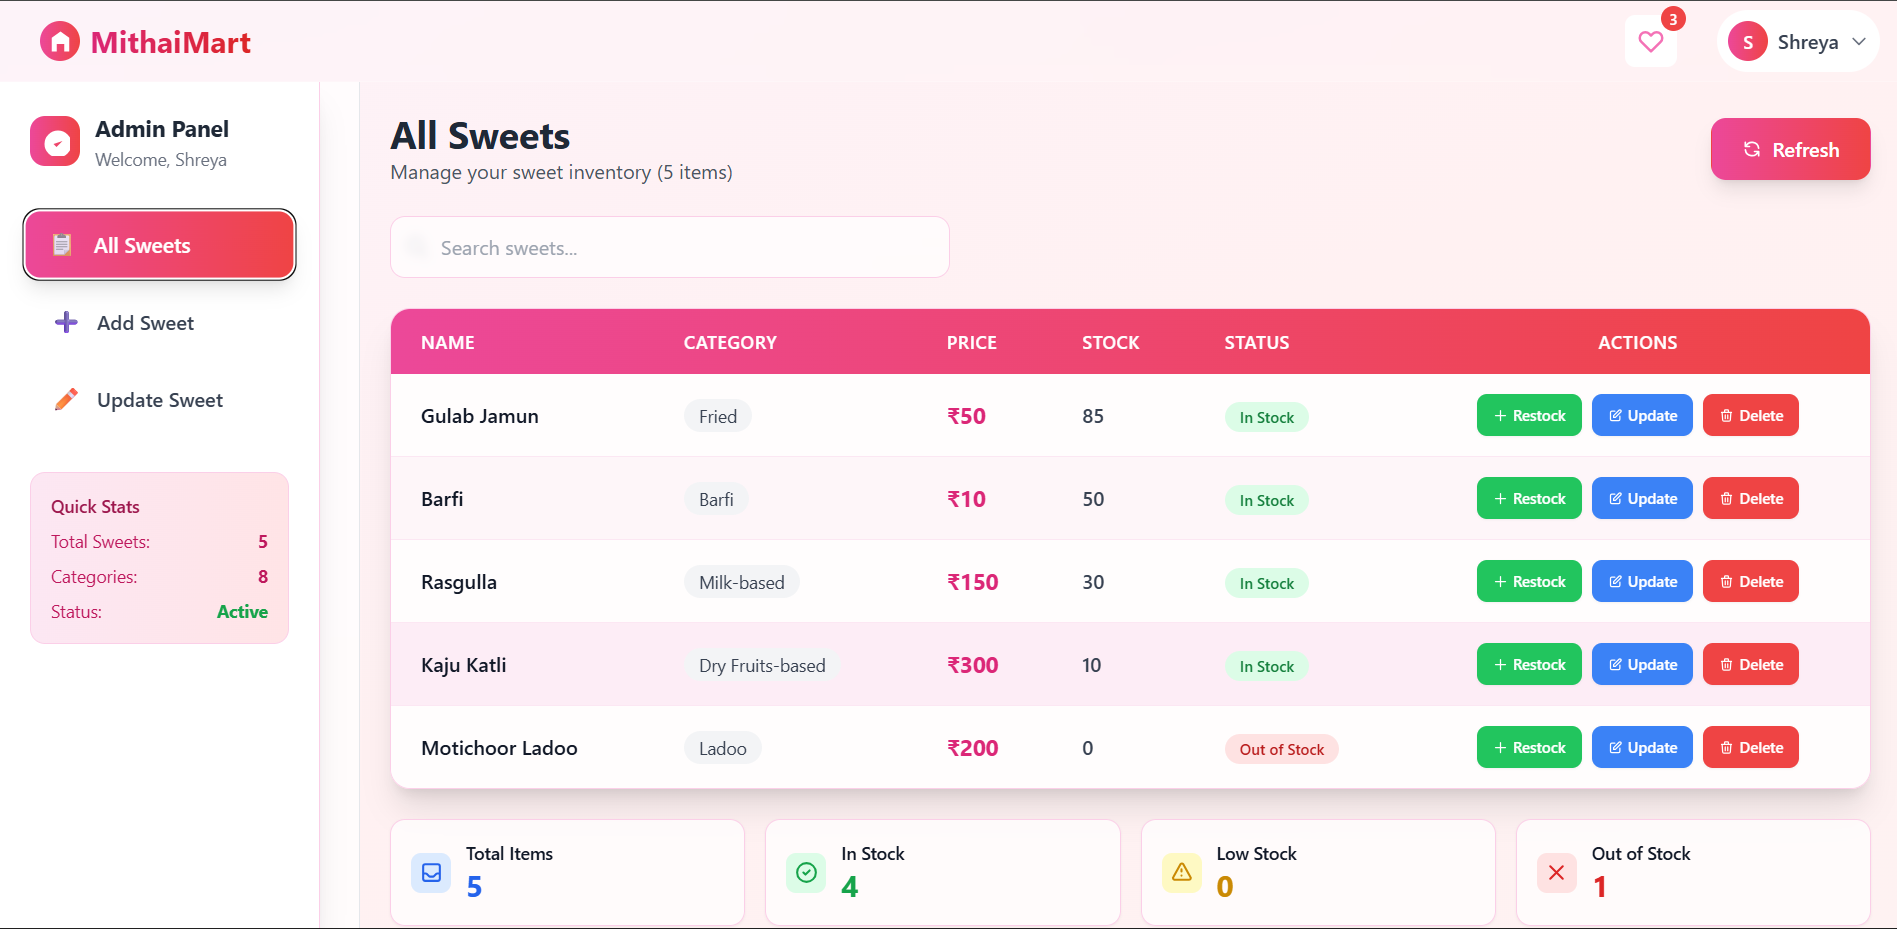 MithaiMart
3
S Shreya
Admin Panel
Welcome, Shreya
All Sweets
Add Sweet
Update Sweet
Quick Stats
Total Sweets: 5
Categories: 8
Status: Active
All Sweets
Manage your sweet inventory (5 items)
Refresh
Search sweets...
NAME CATEGORY PRICE STOCK STATUS ACTIONS
Gulab Jamun Fried ₹50 85 In Stock Restock Update Delete
Barfi Barfi ₹10 50 In Stock Restock Update Delete
Rasgulla Milk-based ₹150 30 In Stock Restock Update Delete
Kaju Katli Dry Fruits-based ₹300 10 In Stock Restock Update Delete
Motichoor Ladoo Ladoo ₹200 0 Out of Stock Restock Update Delete
Total Items
5
In Stock
4
Low Stock
0
Out of Stock
1